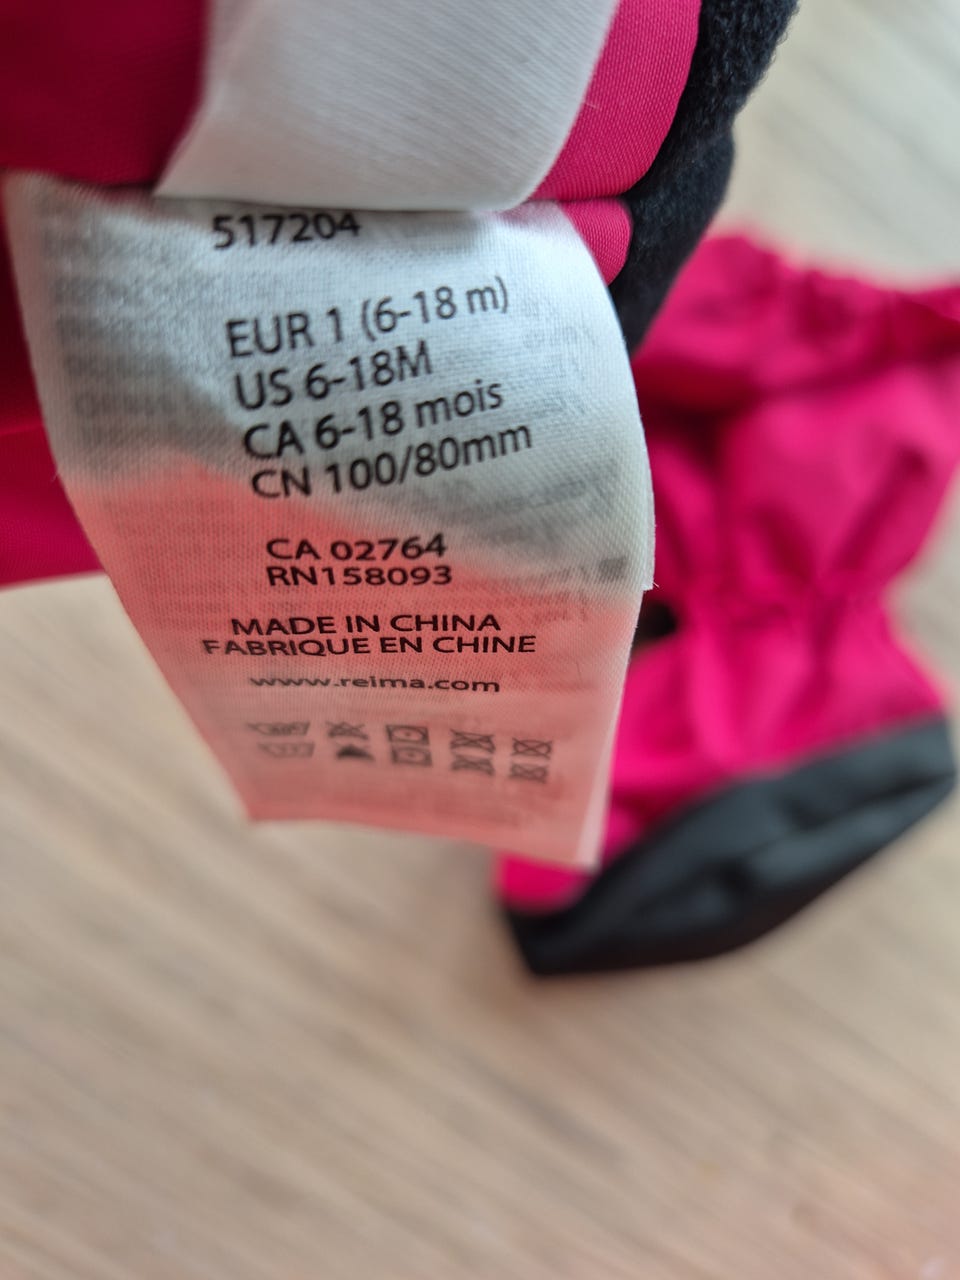 517204
EUR 1 (6-18 m)
US 6-18M
CA 6-18 mois
CN 100/80mm
CA 02764
RN158093
MADE IN CHINA
FABRIQUE EN CHINE
www.reima.com